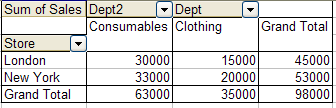 Sum of Sales Dept2 Dept
Consumables Clothing Grand Total
Store
London 30000 15000 45000
New York 33000 20000 53000
Grand Total 63000 35000 98000